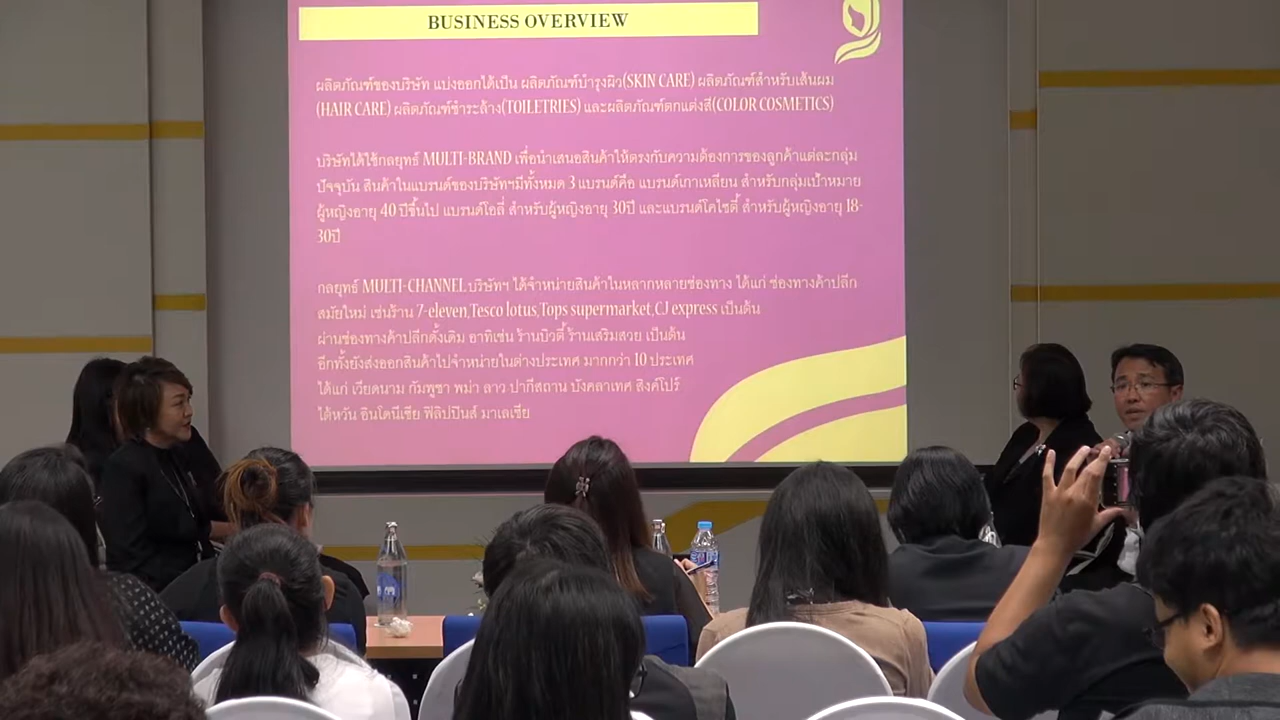 BUSINESS OVERVIEW
ผลิตภัณฑ์ของบริษัท แบ่งออกได้เป็น ผลิตภัณฑ์บำรุงผิว(SKIN CARE) ผลิตภัณฑ์สำหรับเส้นผม
(HAIR CARE) ผลิตภัณฑ์ชำระล้าง(TOILETRIES) และผลิตภัณฑ์ตกแต่งสี(COLOR COSMETICS)
บริษัทได้ใช้กลยุทธ์ MULTI-BRAND เพื่อนำเสนอสินค้าให้ตรงกับความต้องการของลูกค้าแต่ละกลุ่ม
ปัจจุบัน สินค้าในแบรนด์ของบริษัทฯมีทั้งหมด 3 แบรนด์คือ แบรนด์เกาเหลียน สำหรับกลุ่มเป้าหมาย
ผู้หญิงอายุ 40 ปีขึ้นไป แบรนด์โอลี่ สำหรับผู้หญิงอายุ 30ปี และแบรนด์โคไซตี้ สำหรับผู้หญิงอายุ 18-
30ปี
กลยุทธ์ MULTI-CHANNEL บริษัทฯ ได้จำหน่ายสินค้าในหลากหลายช่องทาง ได้แก่ ช่องทางค้าปลีก
สมัยใหม่ เช่นร้าน 7-eleven,Tesco lotus,Tops supermarket,CJ express เป็นต้น
ผ่านช่องทางค้าปลีกดั้งเดิม อาทิเช่น ร้านบิวตี้ ร้านเสริมสวย เป็นต้น
อีกทั้งยังส่งออกสินค้าไปจำหน่ายในต่างประเทศ มากกว่า 10 ประเทศ
ได้แก่ เวียดนาม กัมพูชา พม่า ลาว ปากีสถาน บังคลาเทศ สิงค์โปร์
ใต้หวัน อินโดนีเซีย ฟิลิปปินส์ มาเลเซีย